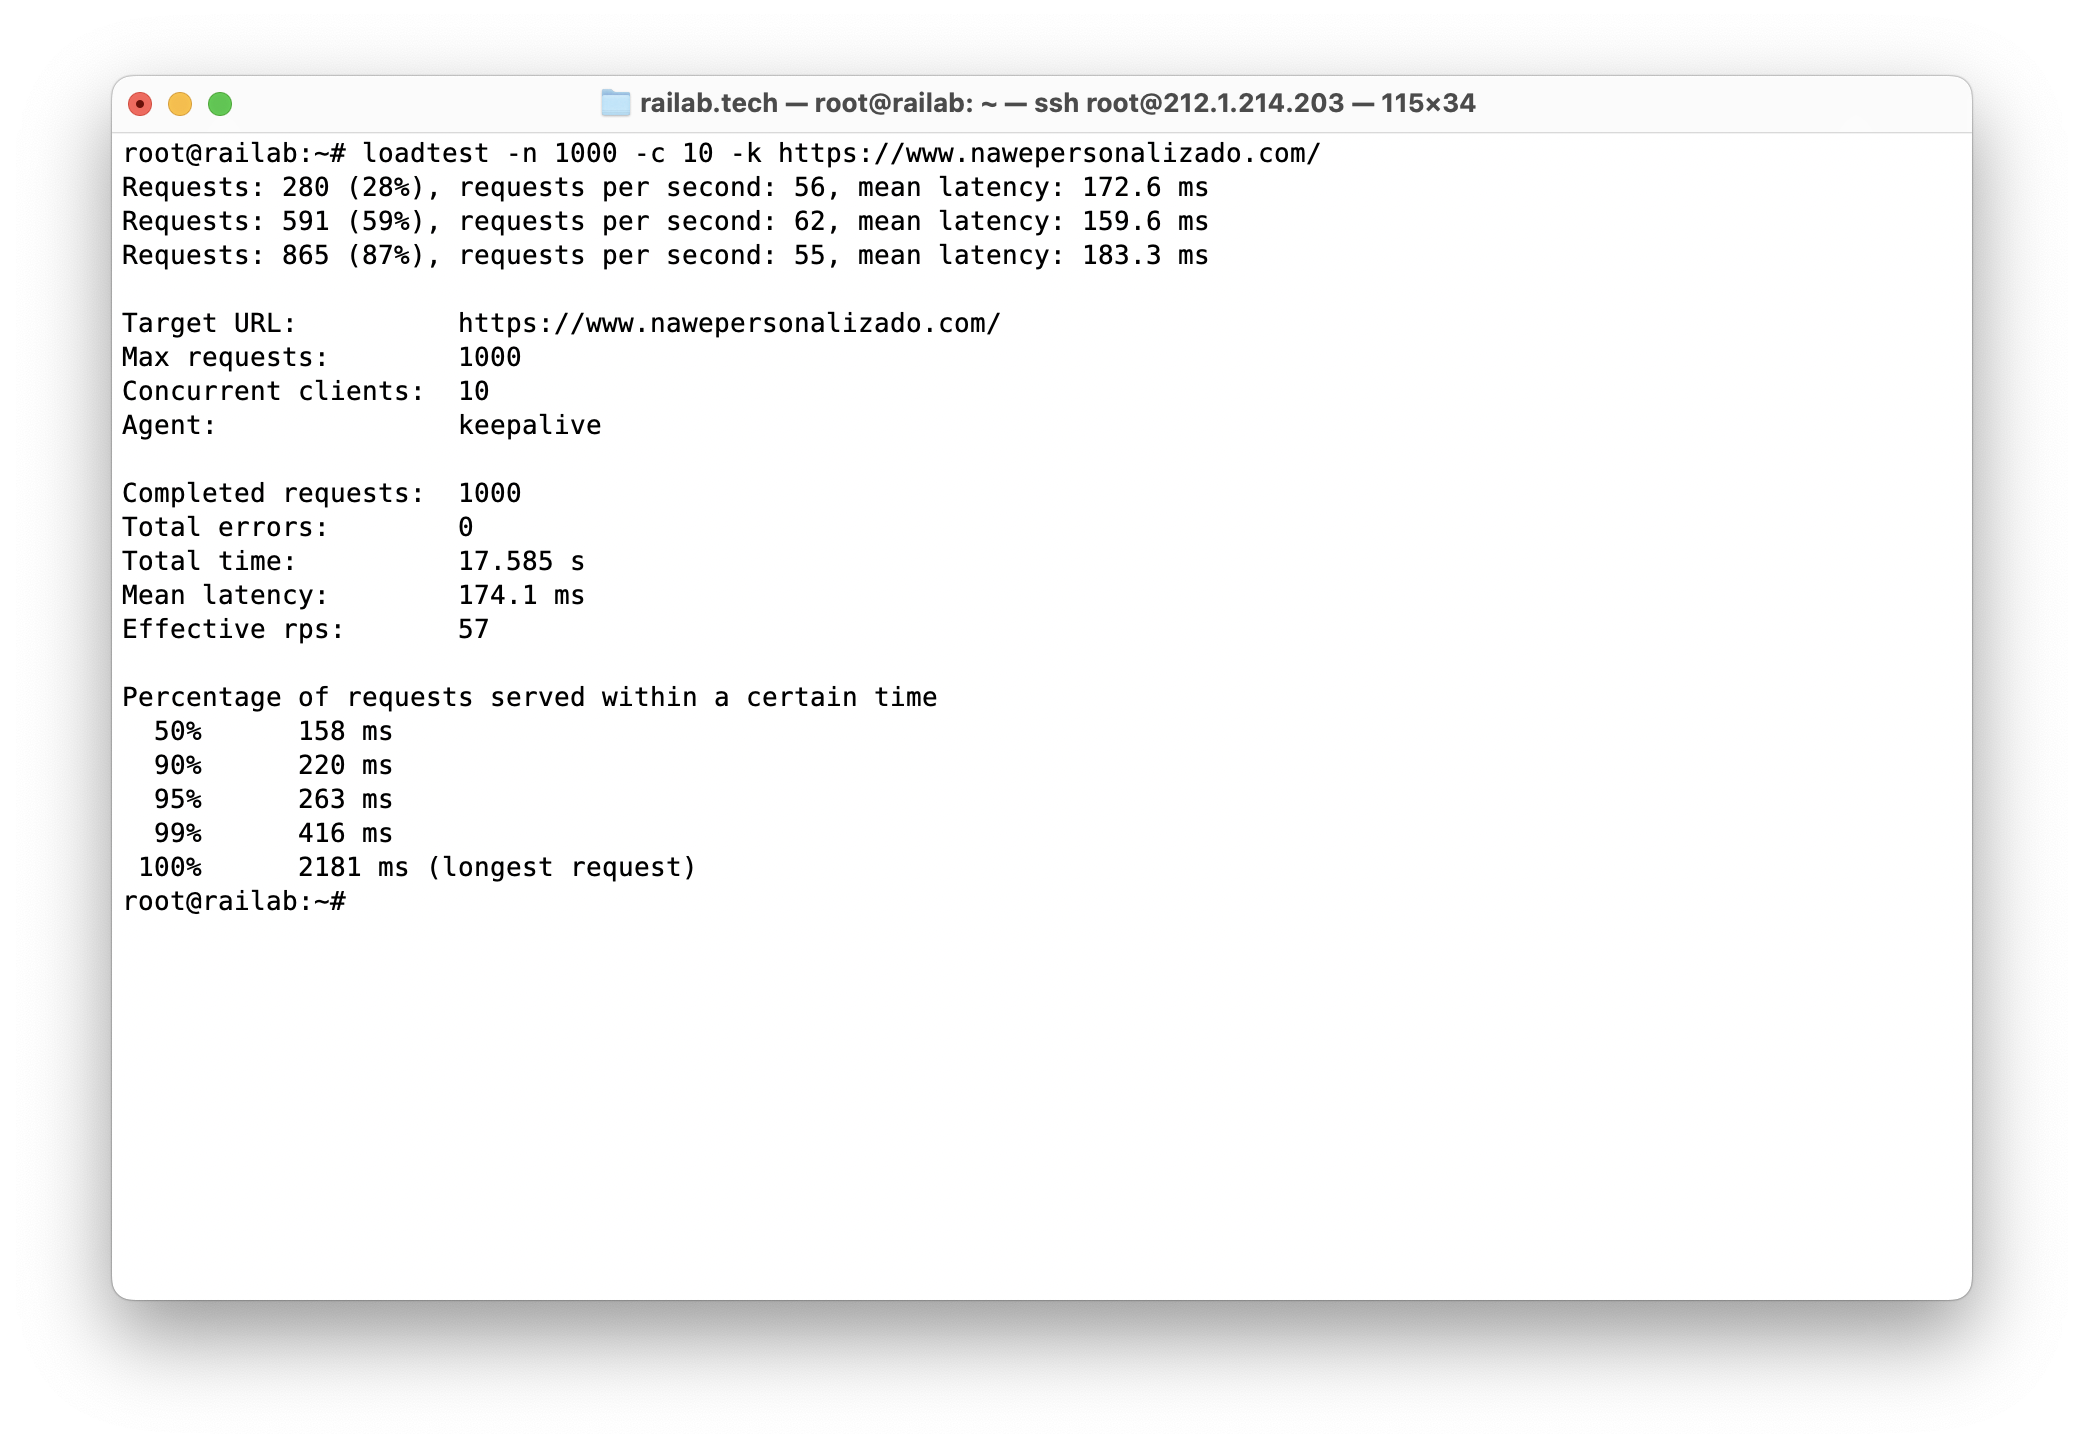 railab.tech — root@railab: ~ — ssh root@212.1.214.203 — 115×34
root@railab:~# loadtest -n 1000 -c 10 -k https://www.nawepersonalizado.com/
Requests: 280 (28%), requests per second: 56, mean latency: 172.6 ms
Requests: 591 (59%), requests per second: 62, mean latency: 159.6 ms
Requests: 865 (87%), requests per second: 55, mean latency: 183.3 ms
Target URL: https://www.nawepersonalizado.com/
Max requests: 1000
Concurrent clients: 10
Agent: keepalive
Completed requests: 1000
Total errors: 0
Total time: 17.585 s
Mean latency: 174.1 ms
Effective rps: 57
Percentage of requests served within a certain time
50% 158 ms
90% 220 ms
95% 263 ms
99% 416 ms
100% 2181 ms (longest request)
root@railab:~#